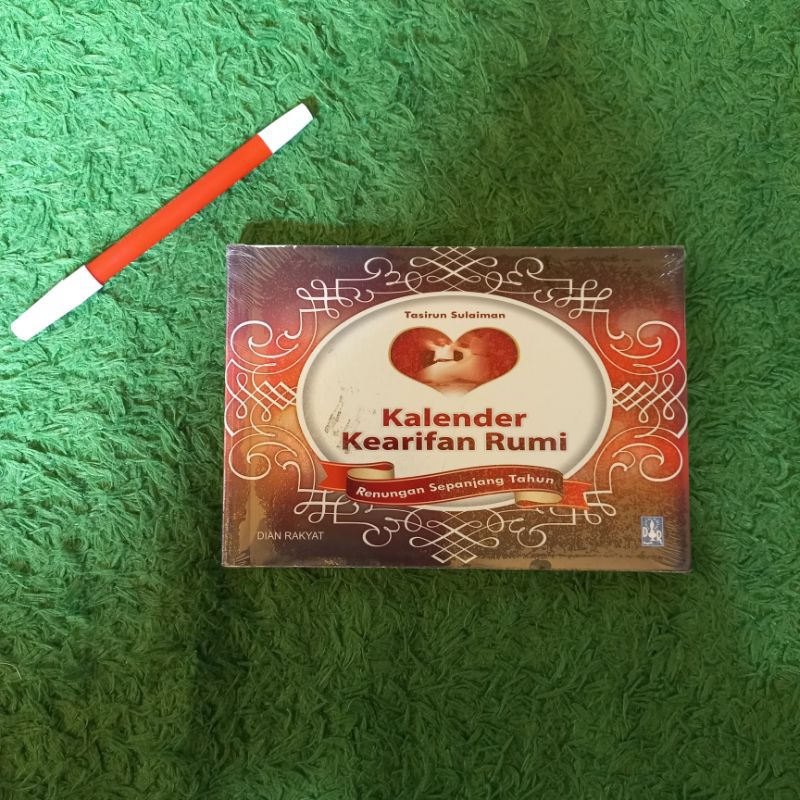 Tasirun Sulaiman
Kalender
Kearifan Rumi
Renungan Sepanjang Tahun
DIAN RAKYAT